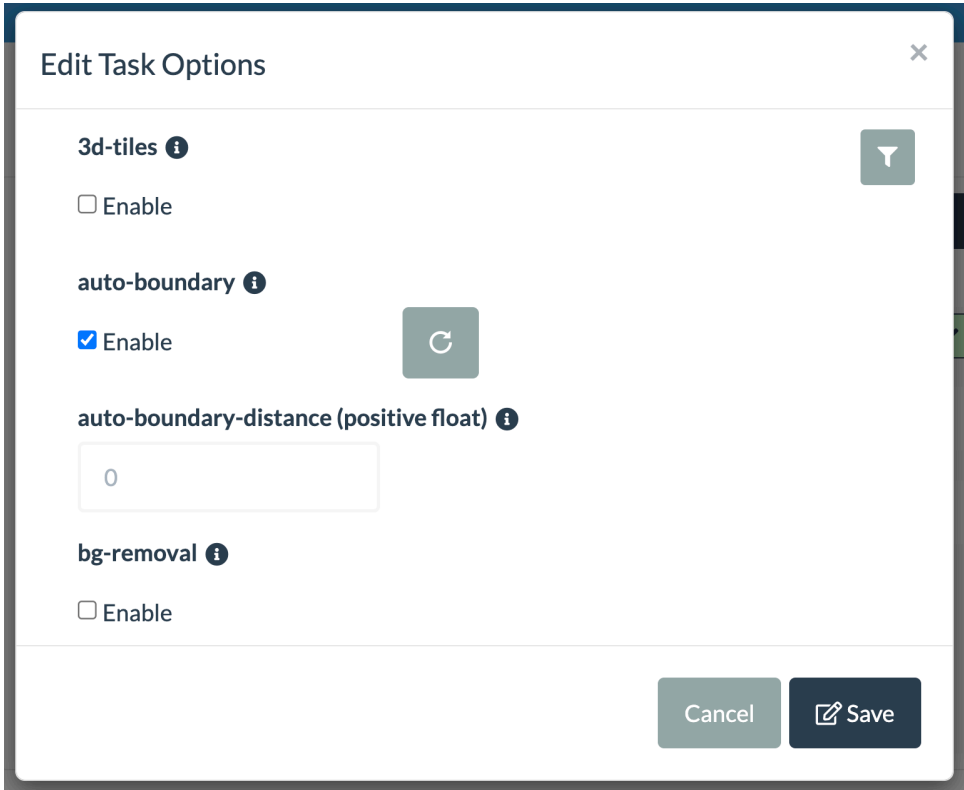 Edit Task Options
×
3d-tiles
Enable
auto-boundary
Enable
auto-boundary-distance (positive float)
0
bg-removal
Enable
Cancel
Save